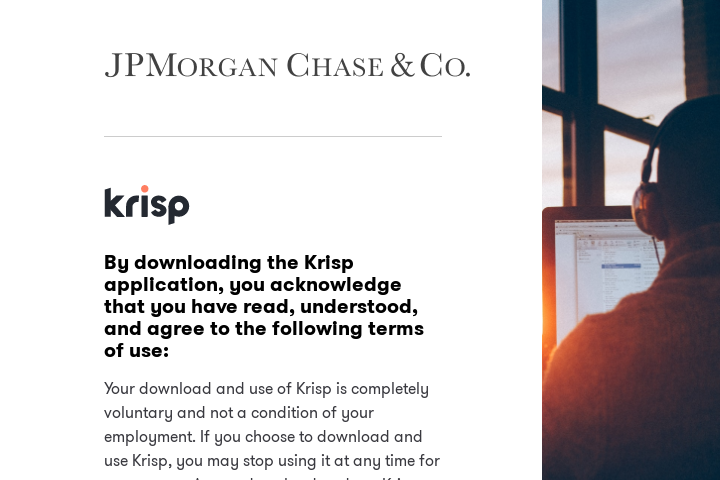 JPMORGAN CHASE & CO.
krisp
By downloading the Krisp
application, you acknowledge
that you have read, understood,
and agree to the following terms
of use:
Your download and use of Krisp is completely
voluntary and not a condition of your
employment. If you choose to download and
use Krisp, you may stop using it at any time for